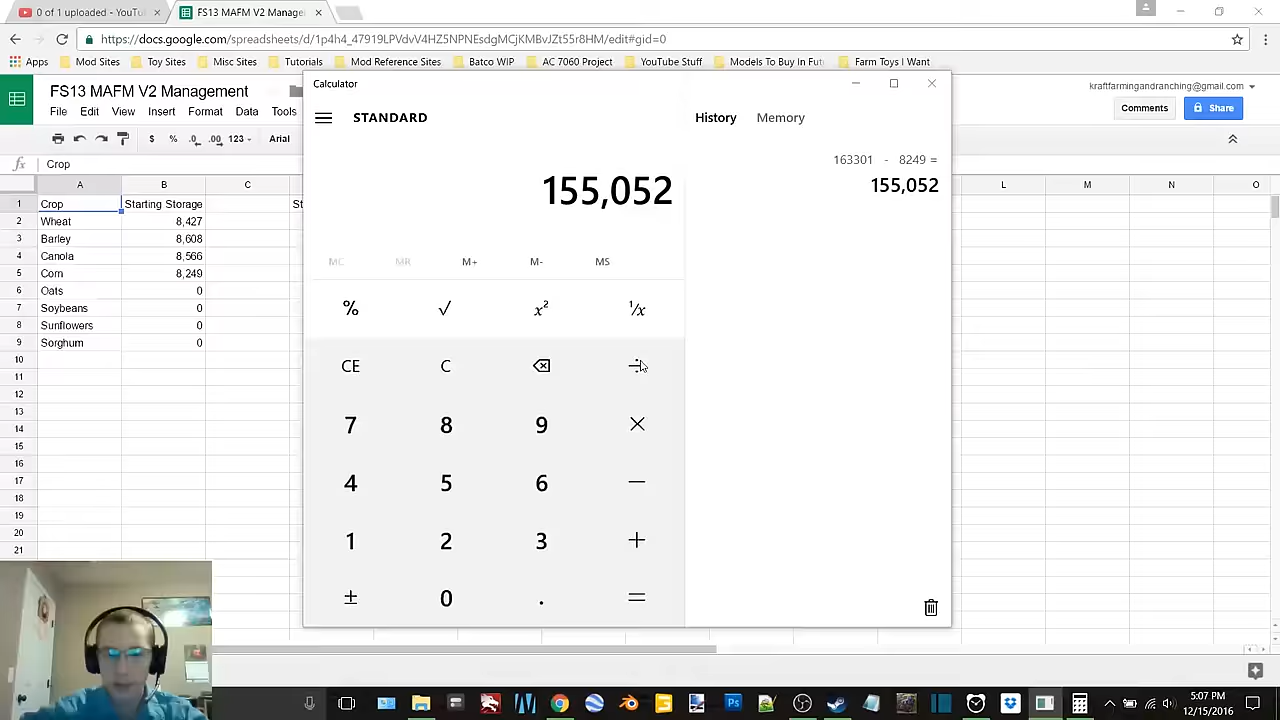 0 of 1 uploaded - YouTu
FS13 MAFM V2 Manage
https://docs.google.com/spreadsheets/d/1p4h4_47919LPVdvV4HZ5NPNEsdgMCjKMBvJZt55r8HM/edit#gid=0
Apps Mod Sites Toy Sites Misc Sites Tutorials Mod Reference Sites Batco WIP AC 7060 Project YouTube Stuff Models To Buy In Fut Farm Toys I Want
FS13 MAFM V2 Management
kraftfarmingandranching@gmail.com
File Edit View Insert Format Data Tools
Comments Share
$ % .0 .00 123 Arial
fx Crop
A B C L M N O
1 Crop Starting Storage St
2 Wheat 8,427
3 Barley 8,608
4 Canola 8,566
5 Corn 8,249
6 Oats 0
7 Soybeans 0
8 Sunflowers 0
9 Sorghum 0
10
11
12
13
14
15
16
17
18
19
20
21
Calculator
STANDARD
History Memory
163301 - 8249 =
155,052
155,052
MC MR M+ M- MS
% √ x² ¹/x
CE C ÷
7 8 9 ×
4 5 6 −
1 2 3 +
± 0 . =
5:07 PM
12/15/2016